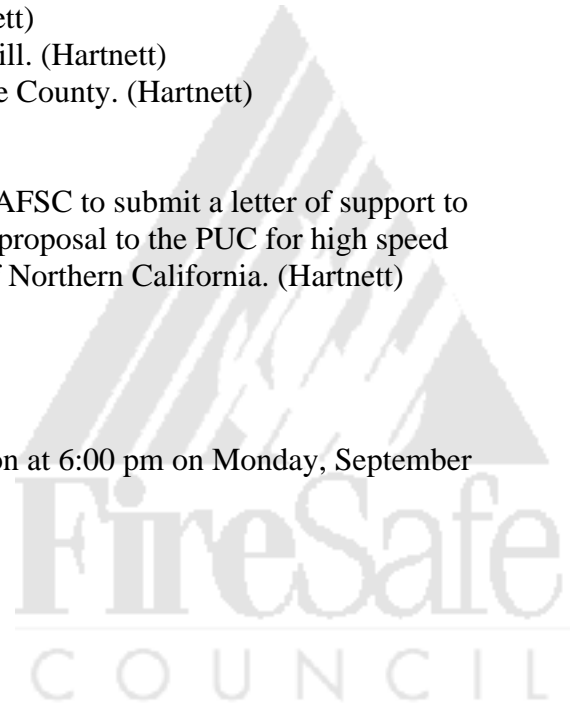 ett)
ill. (Hartnett)
e County. (Hartnett)
AFSC to submit a letter of support to
proposal to the PUC for high speed
f Northern California. (Hartnett)
on at 6:00 pm on Monday, September
FireSafe
COUNCIL